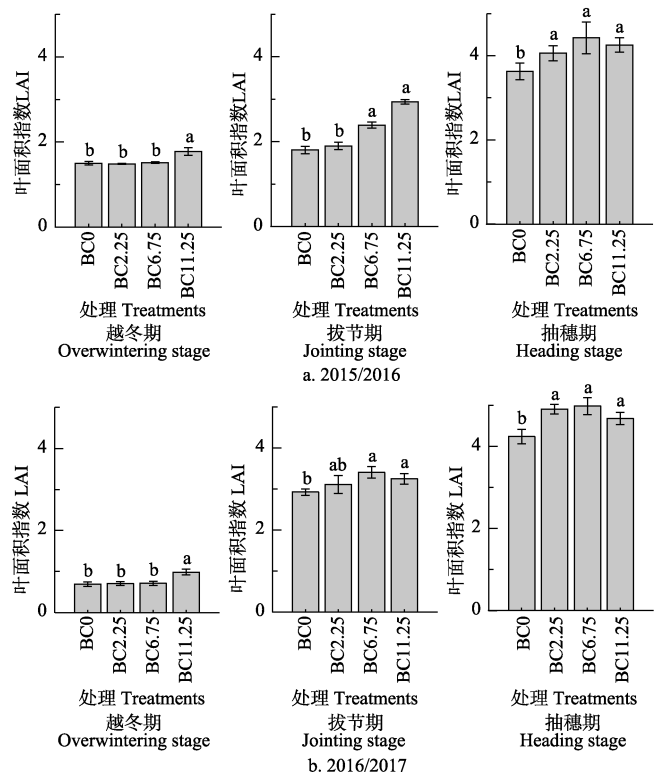 叶面积指数LAI
4
2
0
b
b
b
a
BC0
BC2.25
BC6.75
BC11.25
处理 Treatments
越冬期
Overwintering stage
叶面积指数LAI
4
2
0
b
b
a
a
BC0
BC2.25
BC6.75
BC11.25
处理 Treatments
拔节期
Jointing stage
叶面积指数LAI
4
2
0
b
a
a
a
BC0
BC2.25
BC6.75
BC11.25
处理 Treatments
抽穗期
Heading stage
a. 2015/2016
叶面积指数 LAI
4
2
0
b
b
b
a
BC0
BC2.25
BC6.75
BC11.25
处理 Treatments
越冬期
Overwintering stage
叶面积指数 LAI
4
2
0
b
ab
a
a
BC0
BC2.25
BC6.75
BC11.25
处理 Treatments
拔节期
Jointing stage
叶面积指数 LAI
4
2
0
b
a
a
a
BC0
BC2.25
BC6.75
BC11.25
处理 Treatments
抽穗期
Heading stage
b. 2016/2017